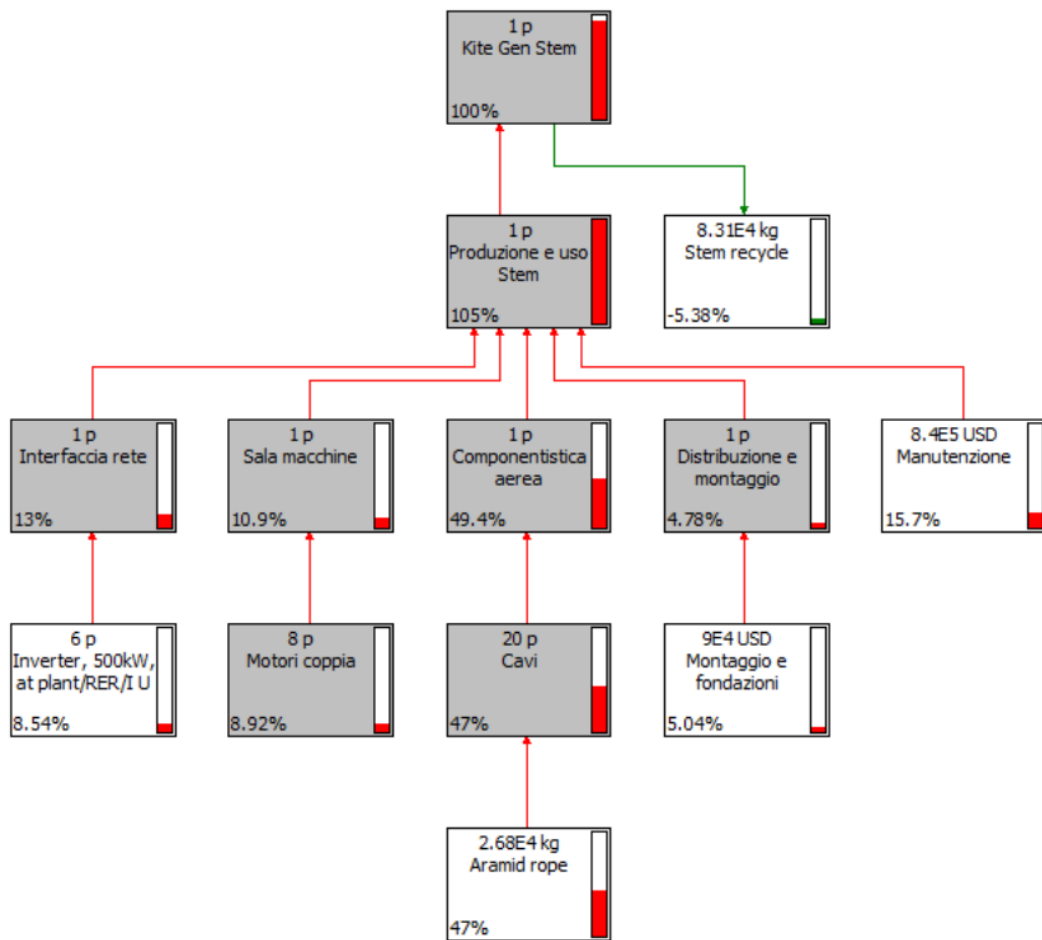 1 p
Kite Gen Stem
100%
1 p
Produzione e uso
Stem
105%
8.31E4 kg
Stem recycle
-5.38%
1 p
Interfaccia rete
13%
1 p
Sala macchine
10.9%
1 p
Componentistica
aerea
49.4%
1 p
Distribuzione e
montaggio
4.78%
8.4E5 USD
Manutenzione
15.7%
6 p
Inverter, 500kW,
at plant/RER/I U
8.54%
8 p
Motori coppia
8.92%
20 p
Cavi
47%
9E4 USD
Montaggio e
fondazioni
5.04%
2.68E4 kg
Aramid rope
47%